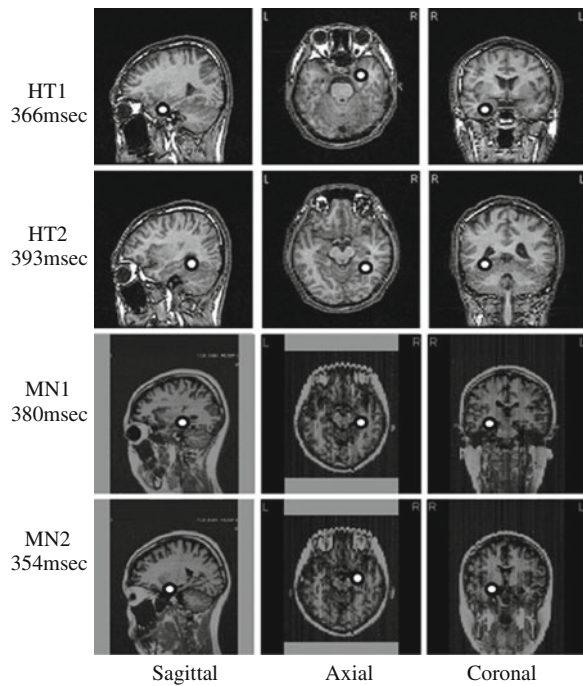 L R R L
HT1
366msec
L R R L
HT2
393msec
L R R L
MN1
380msec
L R R L
MN2
354msec
Sagittal Axial Coronal